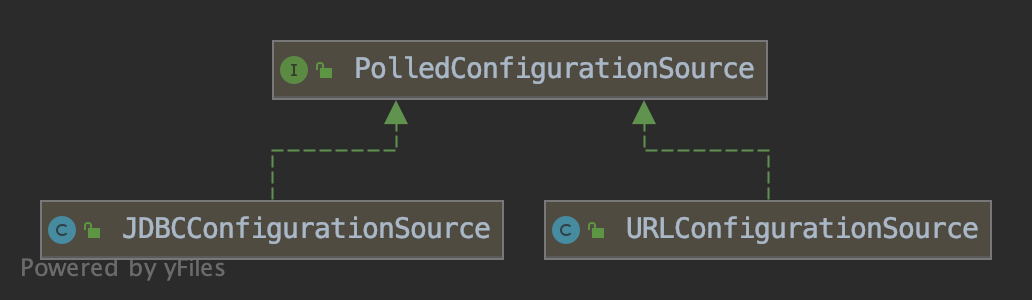 I PolledConfigurationSource
C JDBCConfigurationSource
C URLConfigurationSource
Powered by yFiles